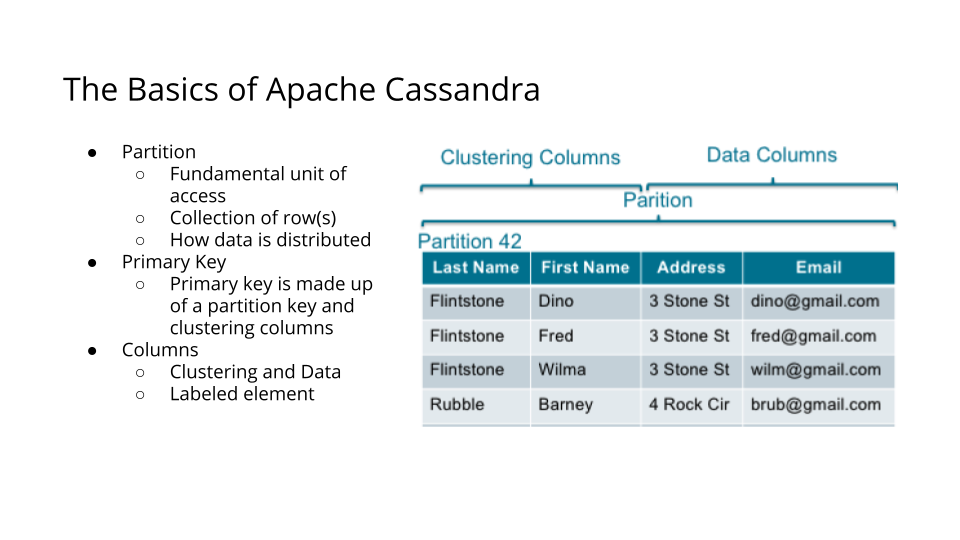 The Basics of Apache Cassandra
● Partition
○ Fundamental unit of
access
○ Collection of row(s)
○ How data is distributed
● Primary Key
○ Primary key is made up
of a partition key and
clustering columns
● Columns
○ Clustering and Data
○ Labeled element
Clustering Columns Data Columns
Parition
Partition 42
Last Name First Name Address Email
Flintstone Dino 3 Stone St dino@gmail.com
Flintstone Fred 3 Stone St fred@gmail.com
Flintstone Wilma 3 Stone St wilm@gmail.com
Rubble Barney 4 Rock Cir brub@gmail.com